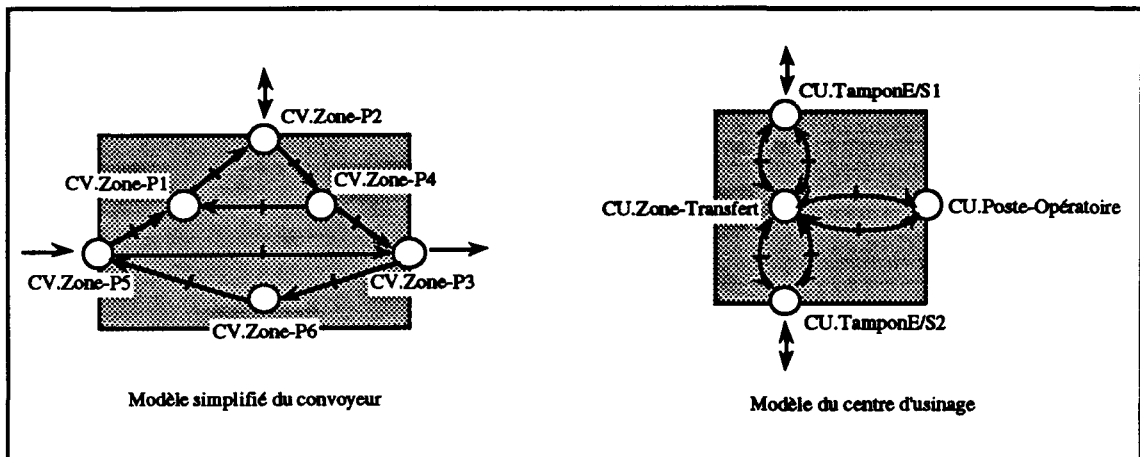 CV.Zone-P2
CV.Zone-P1
CV.Zone-P4
CV.Zone-P5
CV.Zone-P3
CV.Zone-P6
Modèle simplifié du convoyeur
CU.TamponE/S1
CU.Zone-Transfert
CU.Poste-Opératoire
CU.TamponE/S2
Modèle du centre d'usinage